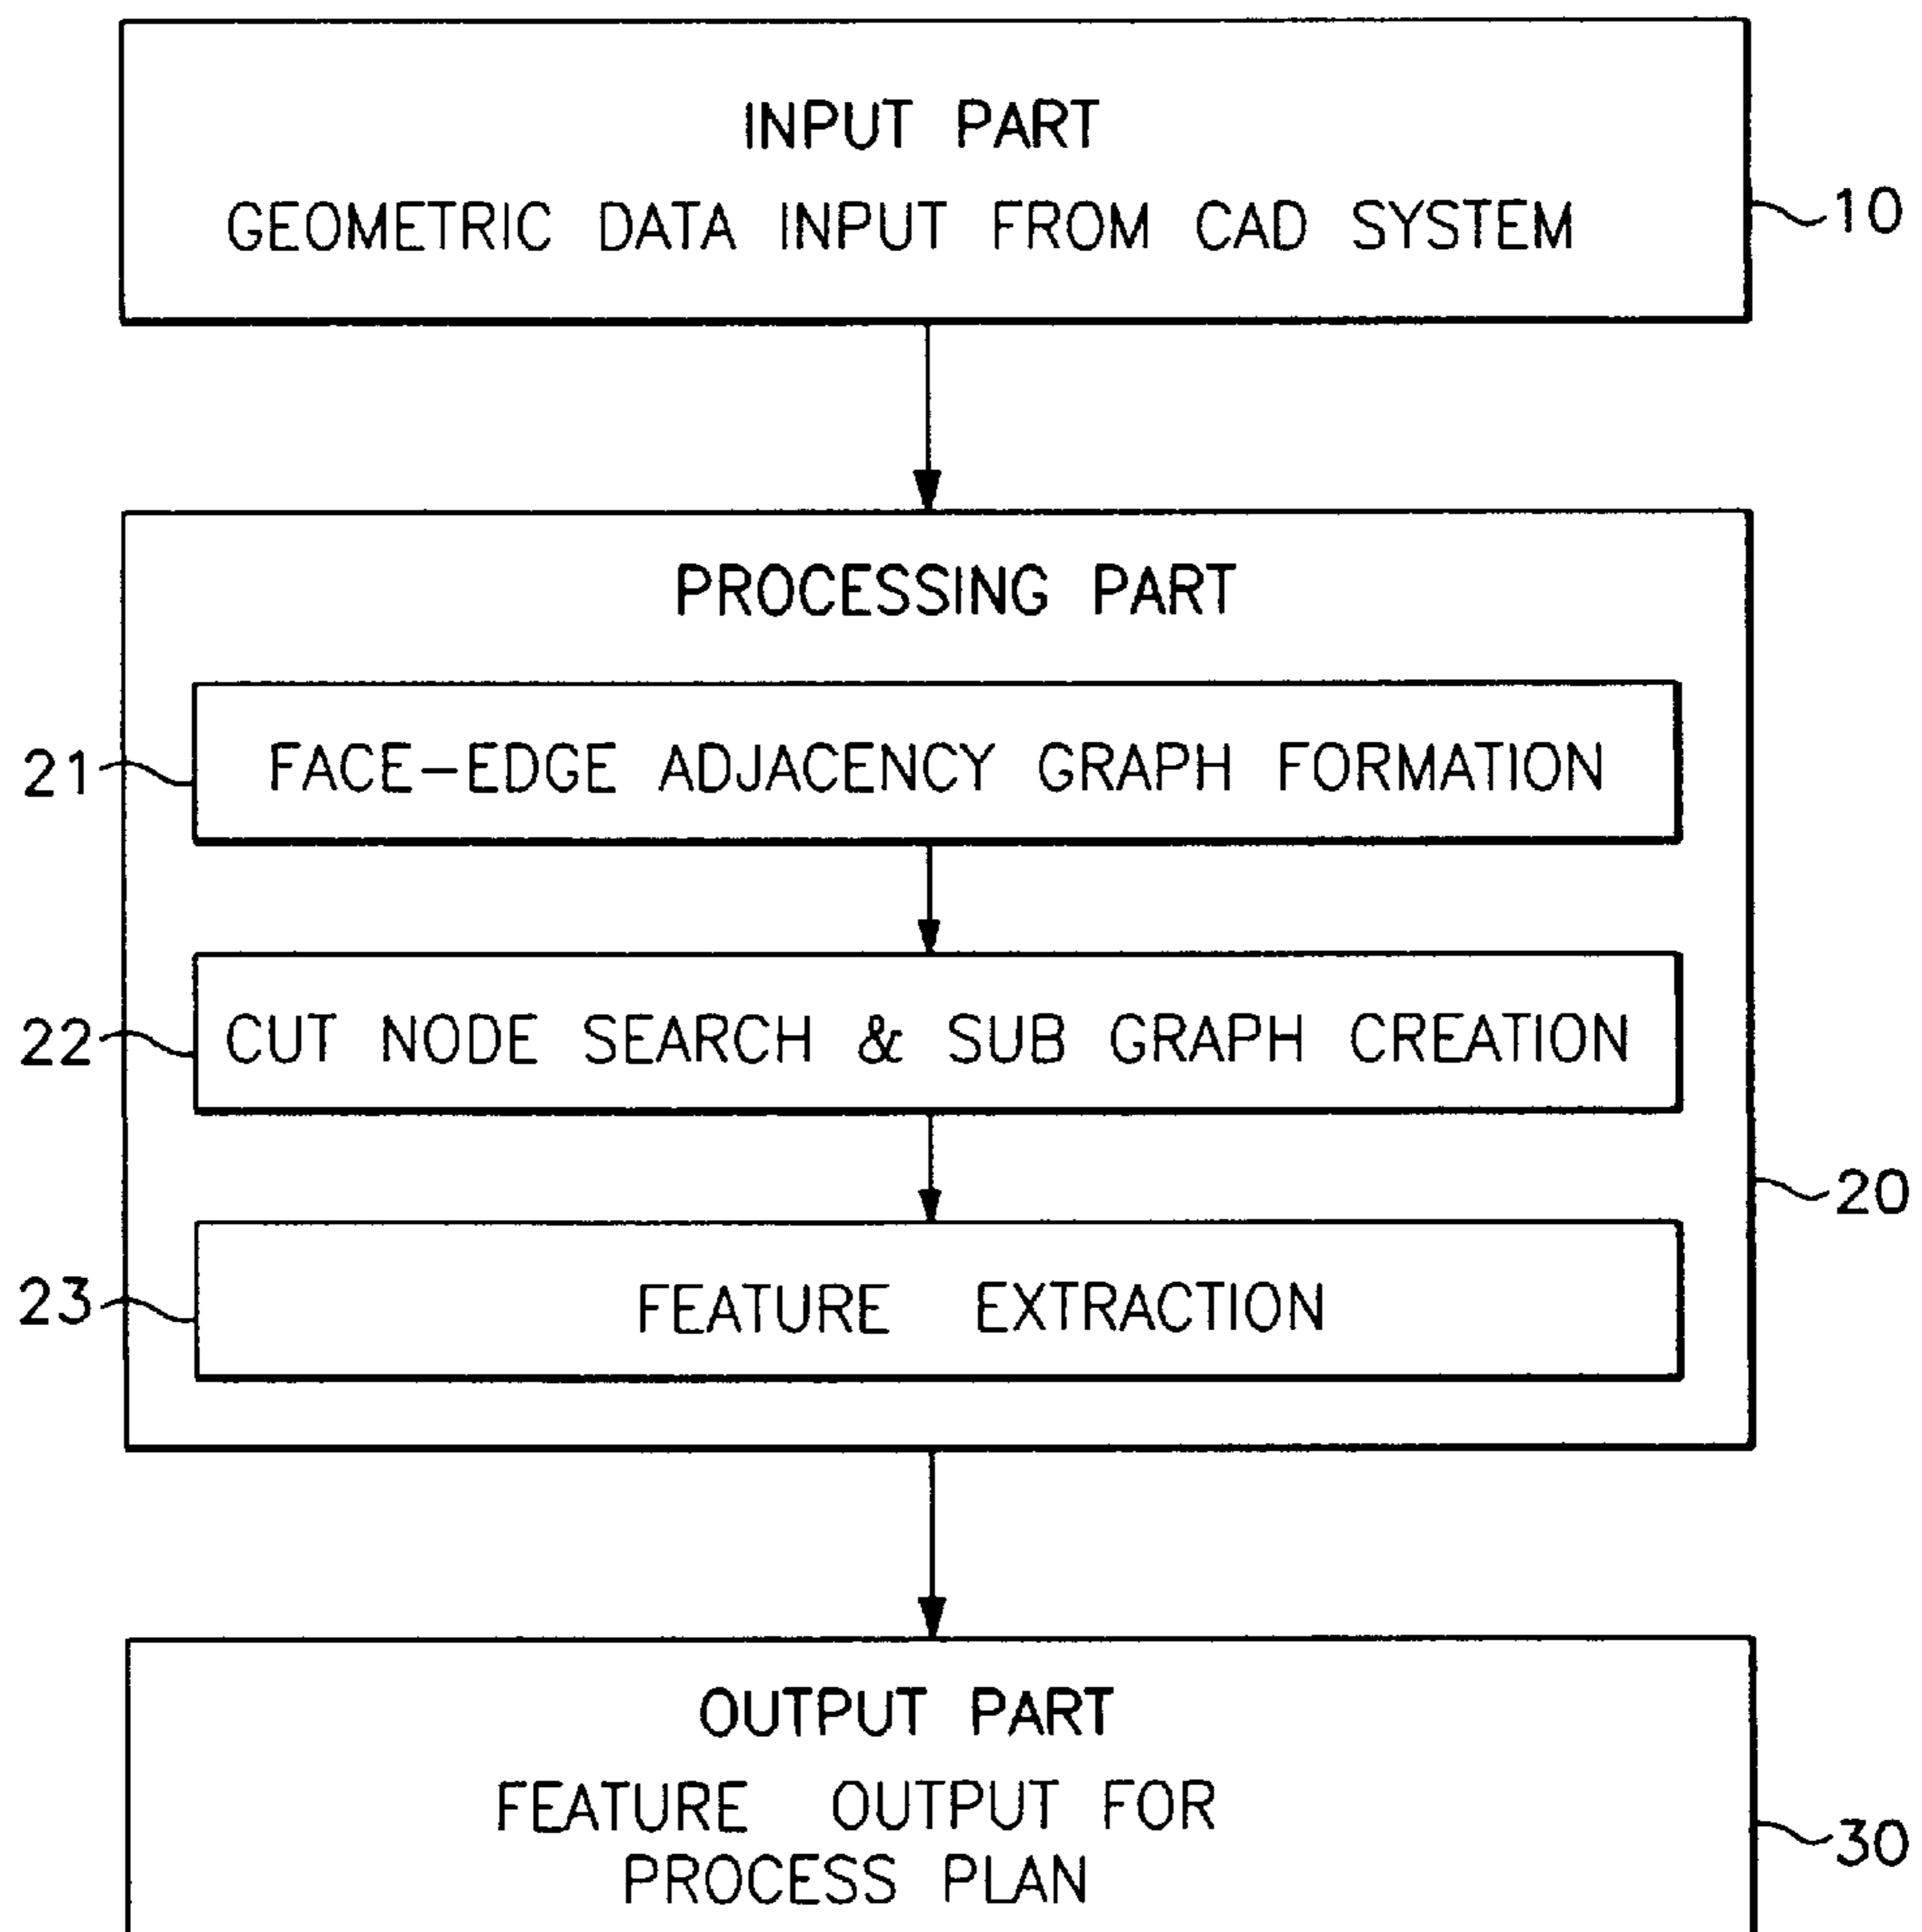 INPUT PART
GEOMETRIC DATA INPUT FROM CAD SYSTEM
10
PROCESSING PART
21
FACE-EDGE ADJACENCY GRAPH FORMATION
22
CUT NODE SEARCH & SUB GRAPH CREATION
20
23
FEATURE EXTRACTION
OUTPUT PART
FEATURE OUTPUT FOR
30
PROCESS PLAN